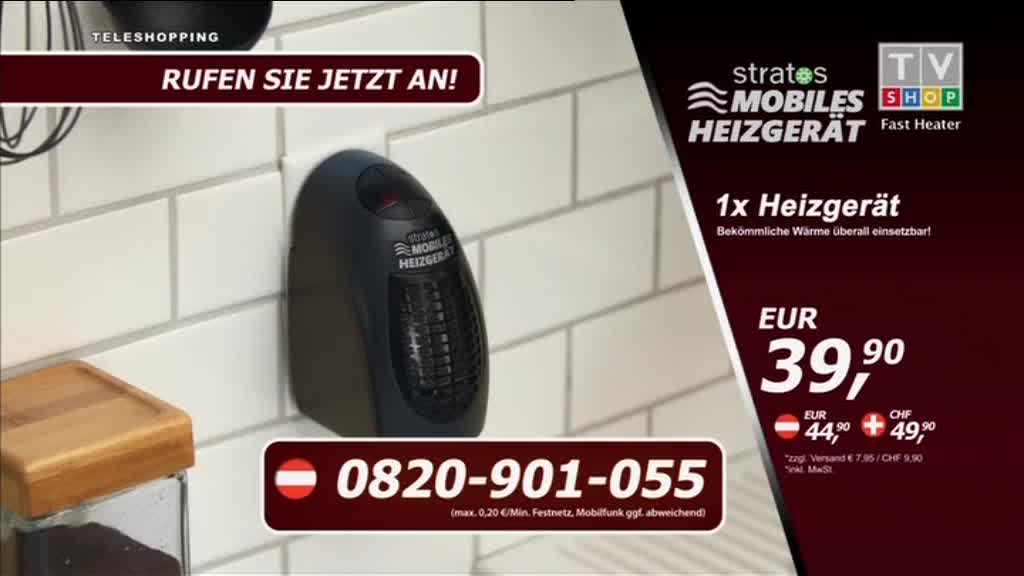 TELESHOPPING
RUFEN SIE JETZT AN!
stratos
MOBILES
HEIZGERÄT
TV
SHOP
Fast Heater
stratos
MOBILES
HEIZGERÄT
1x Heizgerät
Bekömmliche Wärme überall einsetzbar!
EUR
39,90
EUR
44,90
CHF
49,90
*zzgl. Versand € 7,95 / CHF 9,90
*inkl. MwSt.
0820-901-055
(max. 0,20 €/Min. Festnetz, Mobilfunk ggf. abweichend)